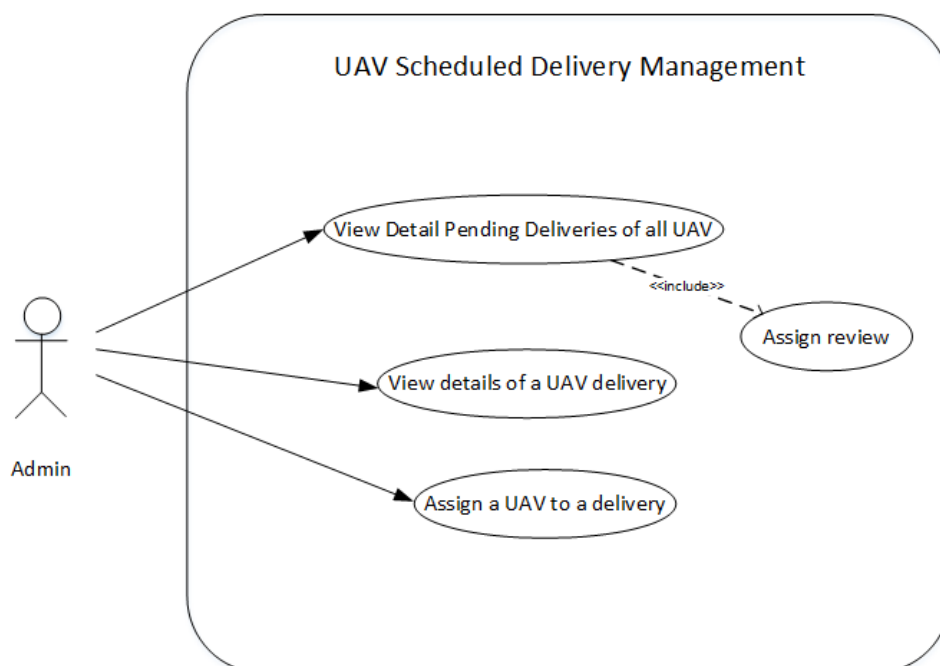 UAV Scheduled Delivery Management
View Detail Pending Deliveries of all UAV
<<include>>
Assign review
View details of a UAV delivery
Admin
Assign a UAV to a delivery